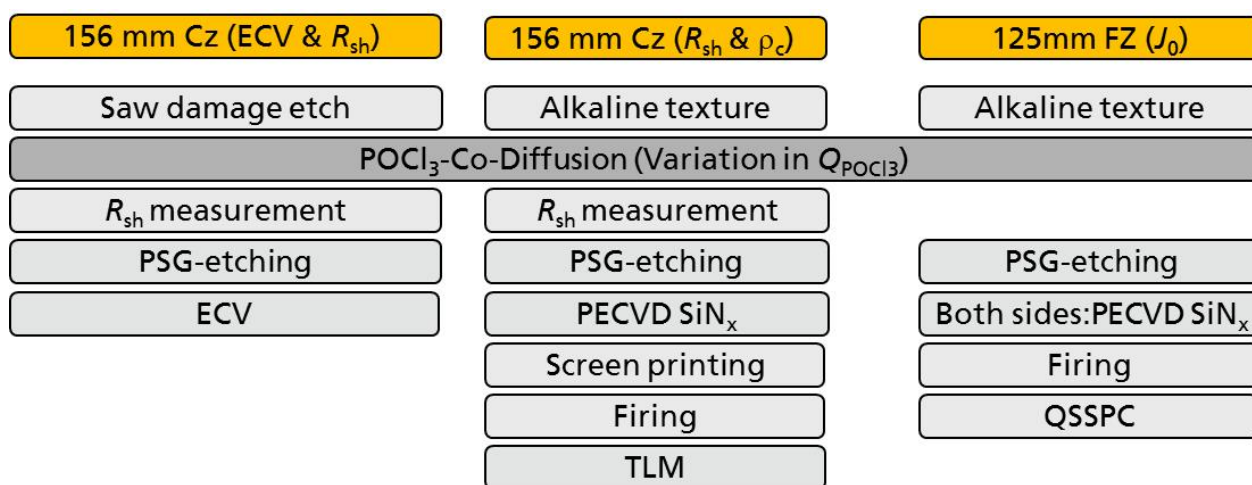 156 mm Cz (ECV & Rsh)
156 mm Cz (Rsh & ρc)
125mm FZ (J0)
Saw damage etch
Alkaline texture
Alkaline texture
POCl3-Co-Diffusion (Variation in QPOCl3)
Rsh measurement
Rsh measurement
PSG-etching
PSG-etching
PSG-etching
ECV
PECVD SiNx
Both sides:PECVD SiNx
Screen printing
Firing
Firing
QSSPC
TLM